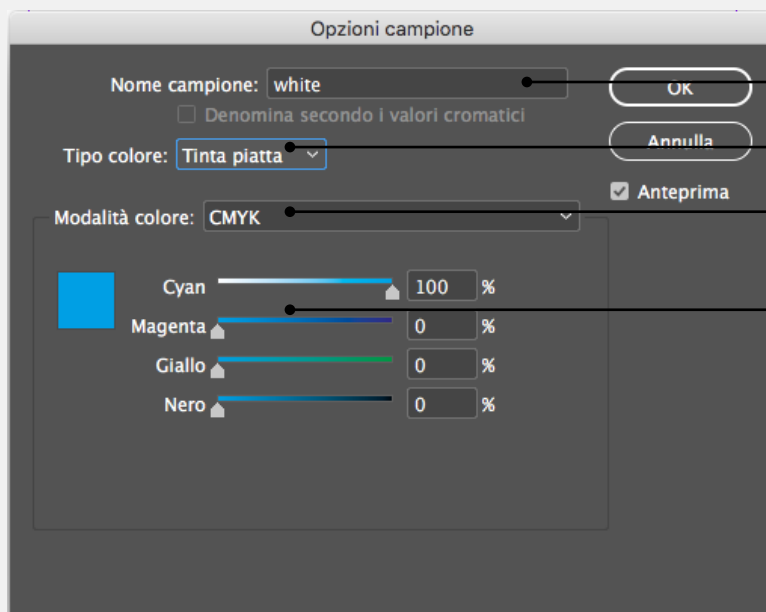 Opzioni campione
Nome campione: white
OK
Denomina secondo i valori cromatici
Annulla
Tipo colore: Tinta piatta
Anteprima
Modalità colore: CMYK
Cyan 100 %
Magenta 0 %
Giallo 0 %
Nero 0 %